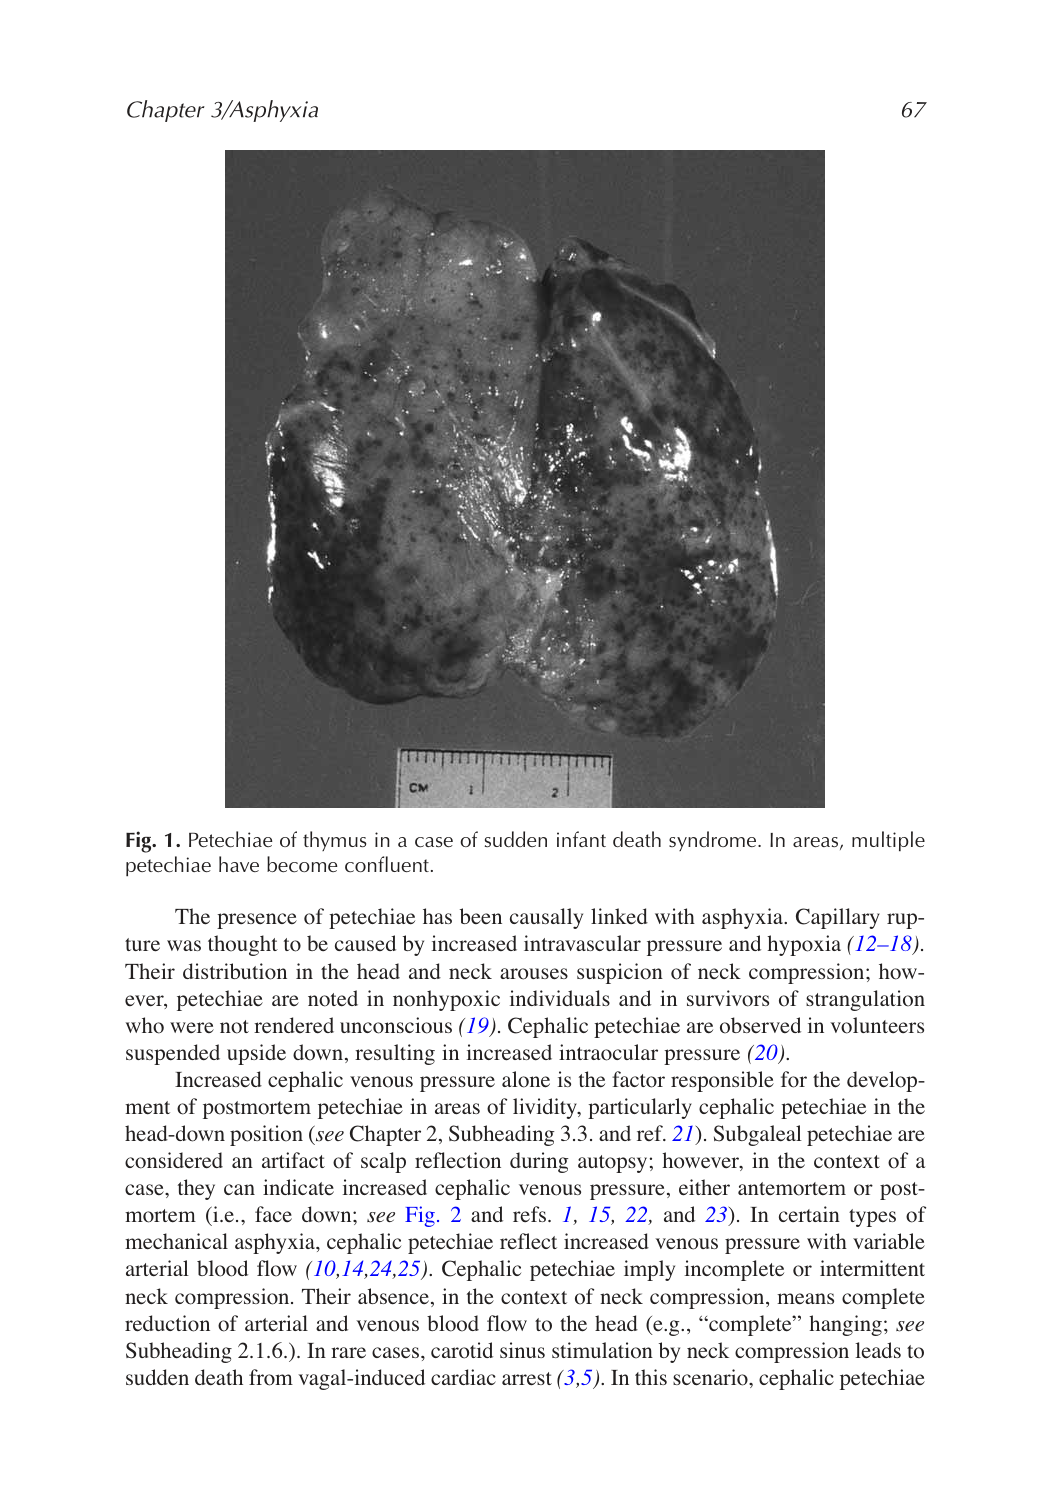 Chapter 3/Asphyxia 67
CM 1 2
Fig. 1. Petechiae of thymus in a case of sudden infant death syndrome. In areas, multiple
petechiae have become confluent.
The presence of petechiae has been causally linked with asphyxia. Capillary rup-
ture was thought to be caused by increased intravascular pressure and hypoxia (12–18).
Their distribution in the head and neck arouses suspicion of neck compression; how-
ever, petechiae are noted in nonhypoxic individuals and in survivors of strangulation
who were not rendered unconscious (19). Cephalic petechiae are observed in volunteers
suspended upside down, resulting in increased intraocular pressure (20).
Increased cephalic venous pressure alone is the factor responsible for the develop-
ment of postmortem petechiae in areas of lividity, particularly cephalic petechiae in the
head-down position (see Chapter 2, Subheading 3.3. and ref. 21). Subgaleal petechiae are
considered an artifact of scalp reflection during autopsy; however, in the context of a
case, they can indicate increased cephalic venous pressure, either antemortem or post-
mortem (i.e., face down; see Fig. 2 and refs. 1, 15, 22, and 23). In certain types of
mechanical asphyxia, cephalic petechiae reflect increased venous pressure with variable
arterial blood flow (10,14,24,25). Cephalic petechiae imply incomplete or intermittent
neck compression. Their absence, in the context of neck compression, means complete
reduction of arterial and venous blood flow to the head (e.g., “complete” hanging; see
Subheading 2.1.6.). In rare cases, carotid sinus stimulation by neck compression leads to
sudden death from vagal-induced cardiac arrest (3,5). In this scenario, cephalic petechiae